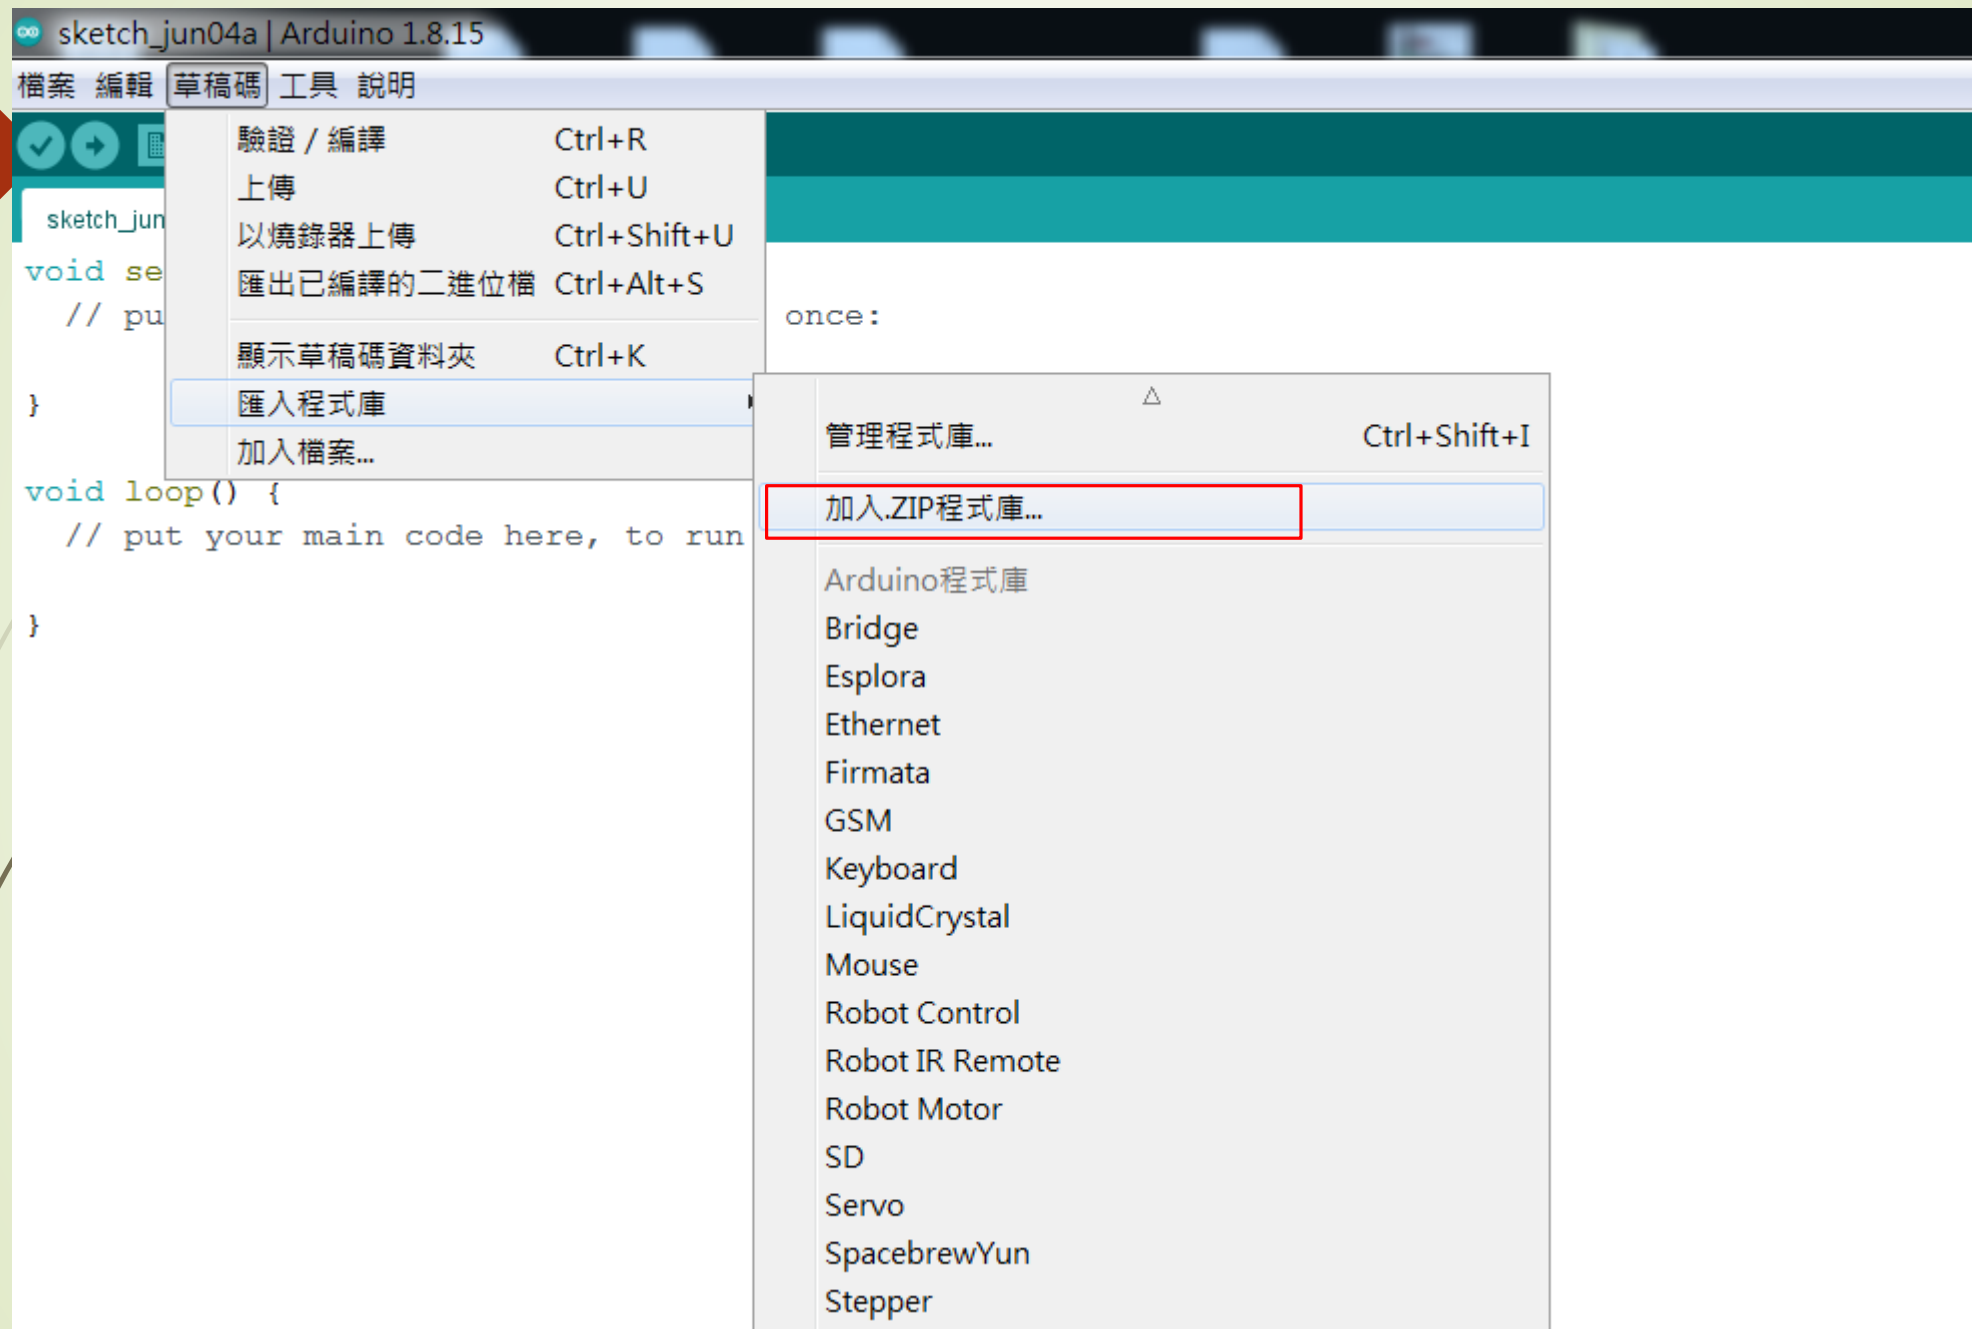 sketch_jun04a | Arduino 1.8.15
檔案 編輯 草稿碼 工具 說明
驗證 / 編譯 Ctrl+R
上傳 Ctrl+U
以燒錄器上傳 Ctrl+Shift+U
匯出已編譯的二進位檔 Ctrl+Alt+S
顯示草稿碼資料夾 Ctrl+K
匯入程式庫
加入檔案...
sketch_jun
void se
// pu once:
}
void loop() {
// put your main code here, to run
}
管理程式庫... Ctrl+Shift+I
加入.ZIP程式庫...
Arduino程式庫
Bridge
Esplora
Ethernet
Firmata
GSM
Keyboard
LiquidCrystal
Mouse
Robot Control
Robot IR Remote
Robot Motor
SD
Servo
SpacebrewYun
Stepper